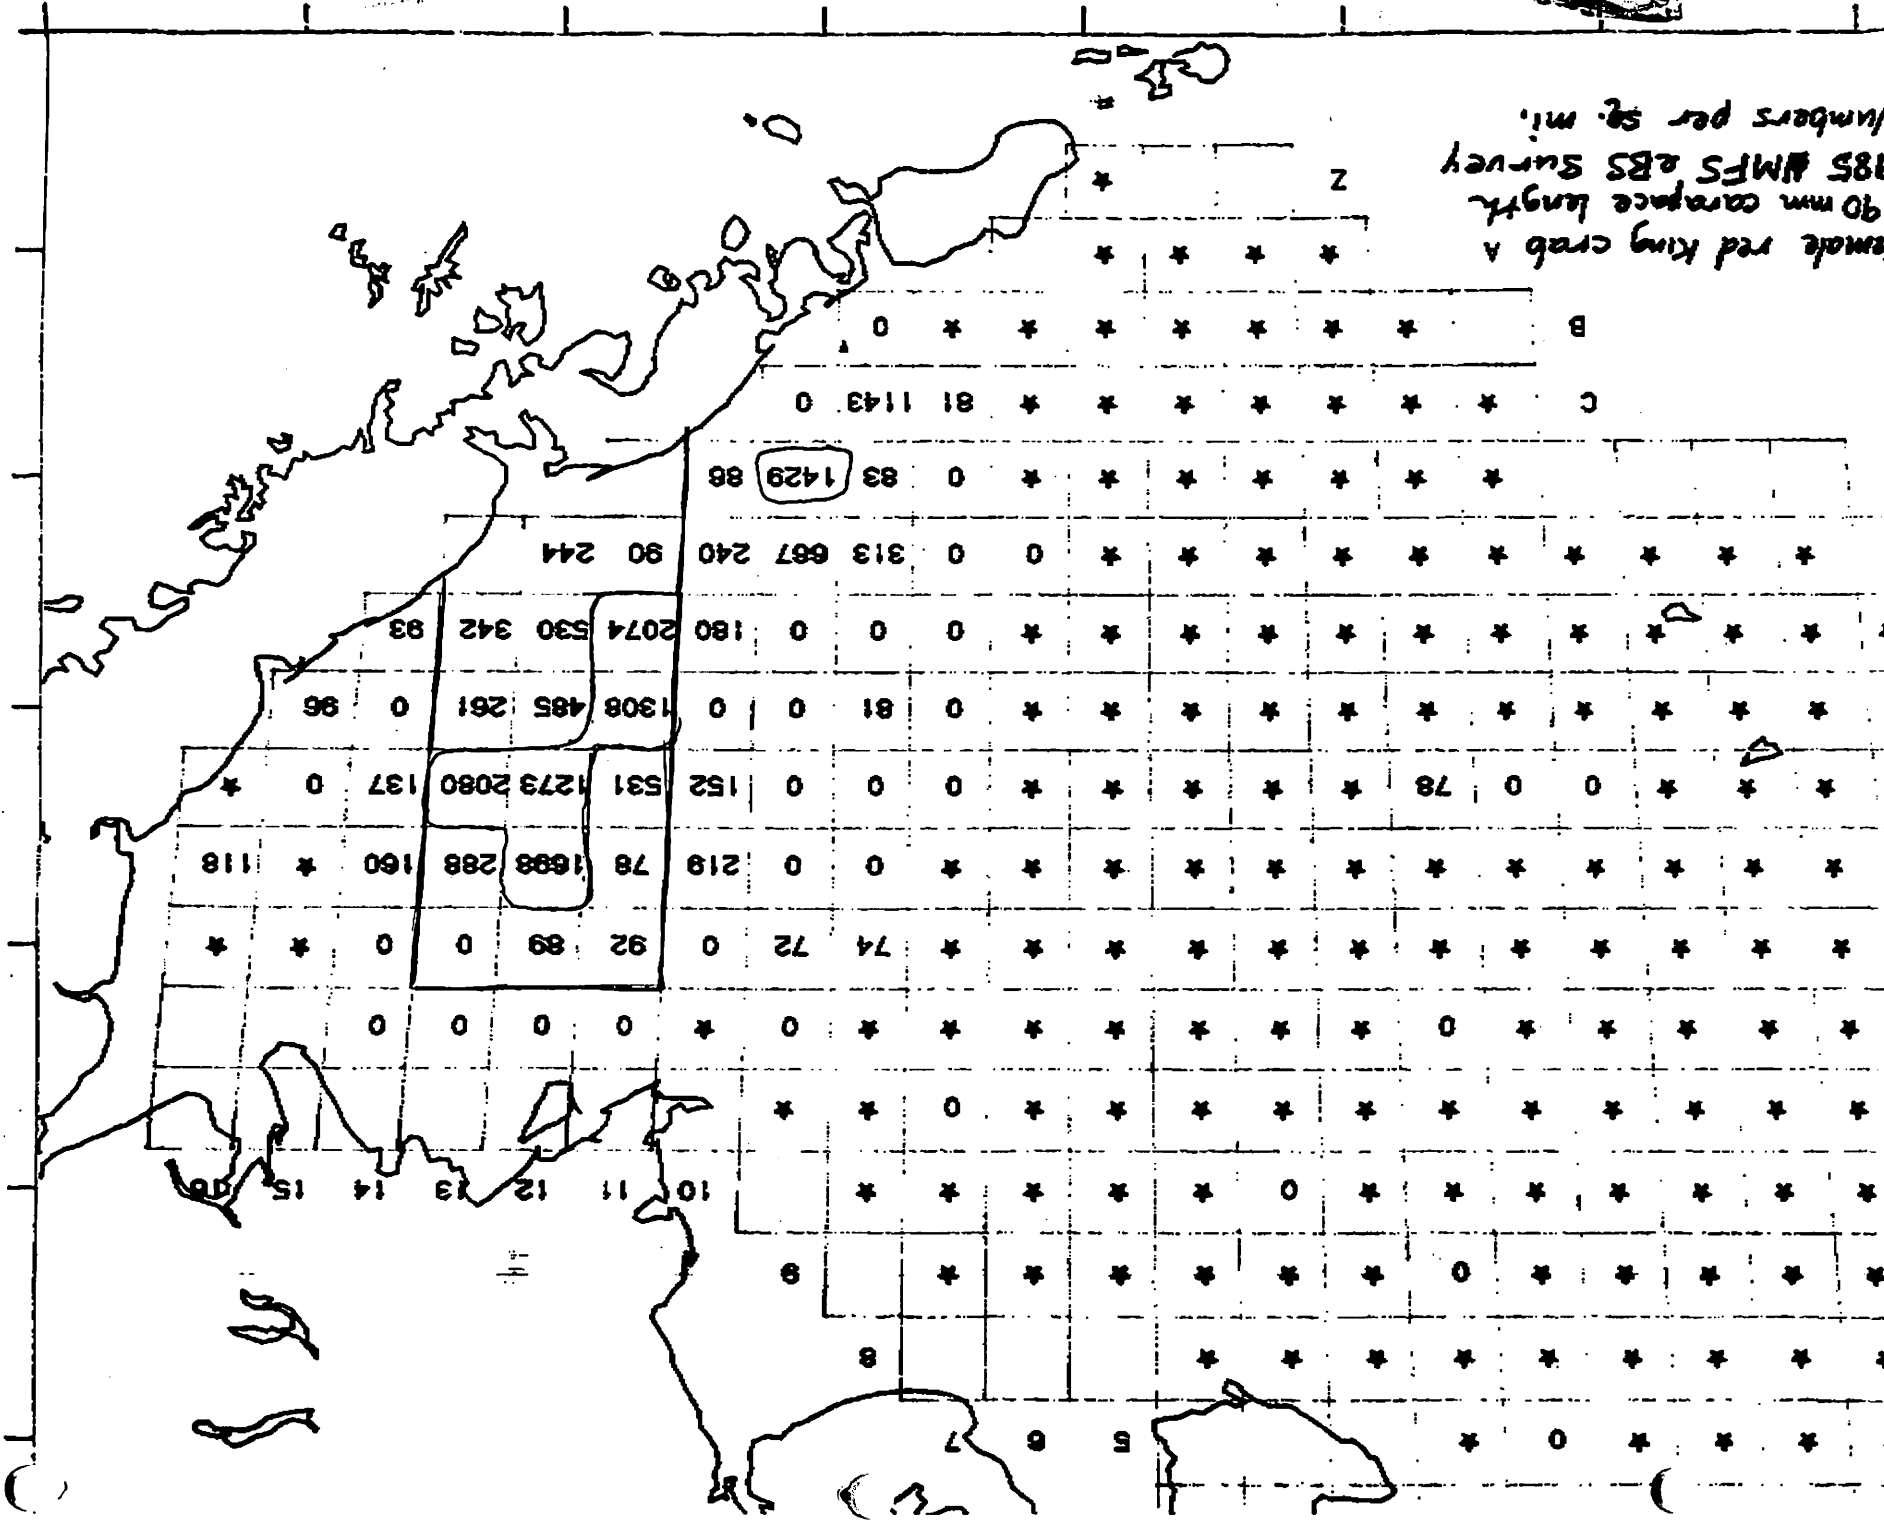 * * * 0 * 5 6 7
* * * * * * * * * 8
* * * * * 0 * * * * * * 9
* * * * * * * 0 * * * * * 10 11 12 13 14 15 16
* * * * * * * * * * * 0 * *
* * * * * 0 * * * * * * * 0 * 0 0 0 0
* * * * * * * * * * * * 74 72 0 92 89 0 0 * *
* * * * * * * * * * * * 0 0 219 78 1698 288 160 * 118
* * * 0 0 78 * * * * * 0 0 0 152 531 1273 2080 137 0 *
* * * * * * * * * * * 0 81 0 0 1308 485 261 0 96
* * * * * * * * * * * * 0 0 0 180 2074 530 342 93
* * * * * * * * * * 0 0 313 667 240 90 244
* * * * * * * 0 83 1429 86
C * * * * * * * 81 1143 0
B * * * * * * * 0
emale red king crab A * * * *
90 mm carapace length
985 NMFS eBS Survey
Z *
umbers per sq. mi.
*